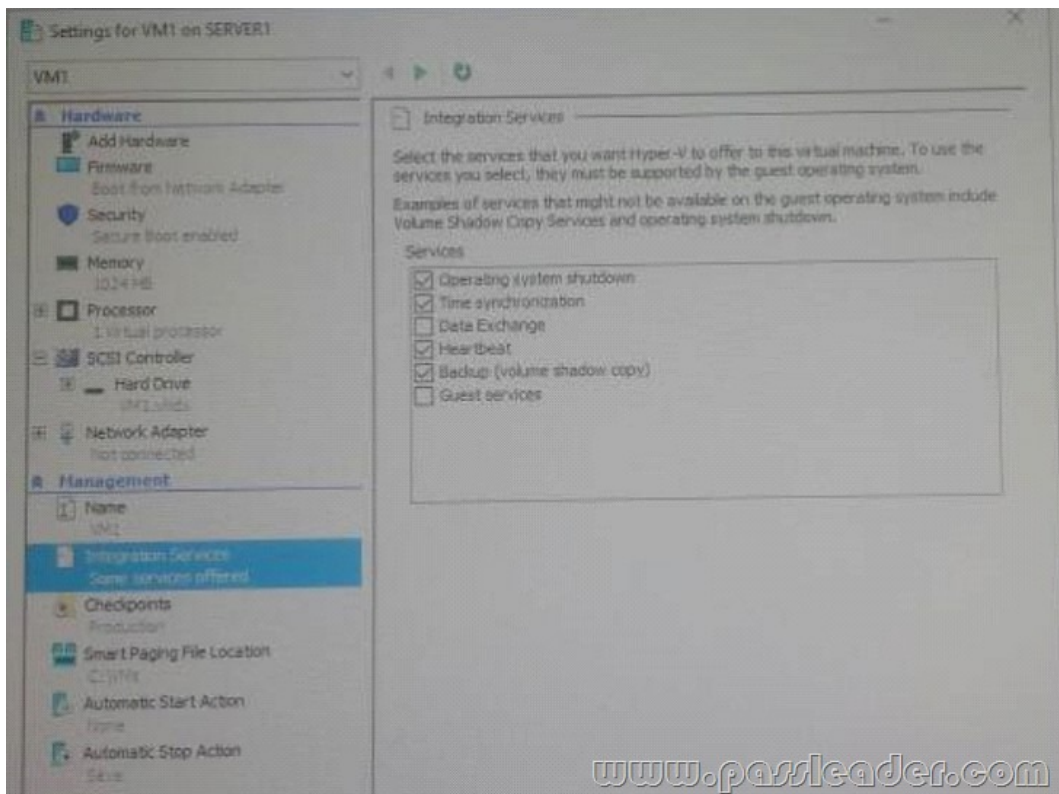 Settings for VM1 on SERVER1
VM1
Hardware
Add Hardware
Firmware
Boot from Network Adapter
Security
Secure Boot enabled
Memory
1024 MB
Processor
1 Virtual processor
SCSI Controller
Hard Drive
VM1.vhdx
Network Adapter
Not connected
Management
Name
VM1
Integration Services
Some services offered
Checkpoints
Production
Smart Paging File Location
Automatic Start Action
None
Automatic Stop Action
Save
Integration Services
Select the services that you want Hyper-V to offer to this virtual machine. To use the
services you select, they must be supported by the guest operating system.
Examples of services that might not be available on the guest operating system include
Volume Shadow Copy Services and operating system shutdown.
Services
Operating system shutdown
Time synchronization
Data Exchange
Heartbeat
Backup (volume shadow copy)
Guest services
www.passleader.com